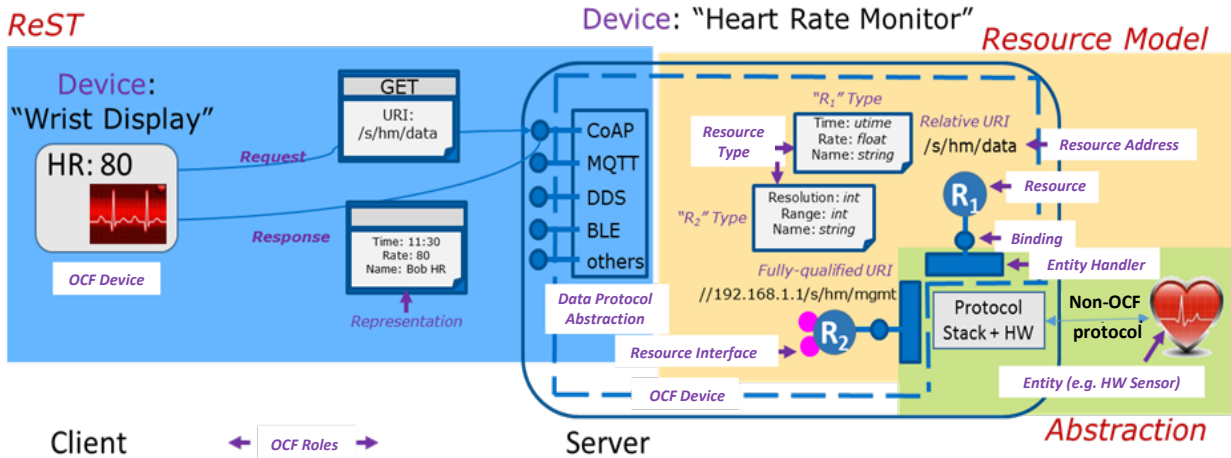 ReST
Device: "Heart Rate Monitor"
Resource Model
Device:
"Wrist Display"
HR: 80
OCF Device
Request
Response
GET
URI:
/s/hm/data
Time: 11:30
Rate: 80
Name: Bob HR
Representation
CoAP
MQTT
DDS
BLE
others
Data Protocol
Abstraction
"R1" Type
Time: utime
Rate: float
Name: string
Resource
Type
"R2" Type
Resolution: int
Range: int
Name: string
Relative URI
/s/hm/data
Resource Address
R1
Resource
Binding
Entity Handler
Fully-qualified URI
//192.168.1.1/s/hm/mgmt
R2
Resource Interface
OCF Device
Protocol
Stack + HW
Non-OCF
protocol
Entity (e.g. HW Sensor)
Abstraction
Client
OCF Roles
Server